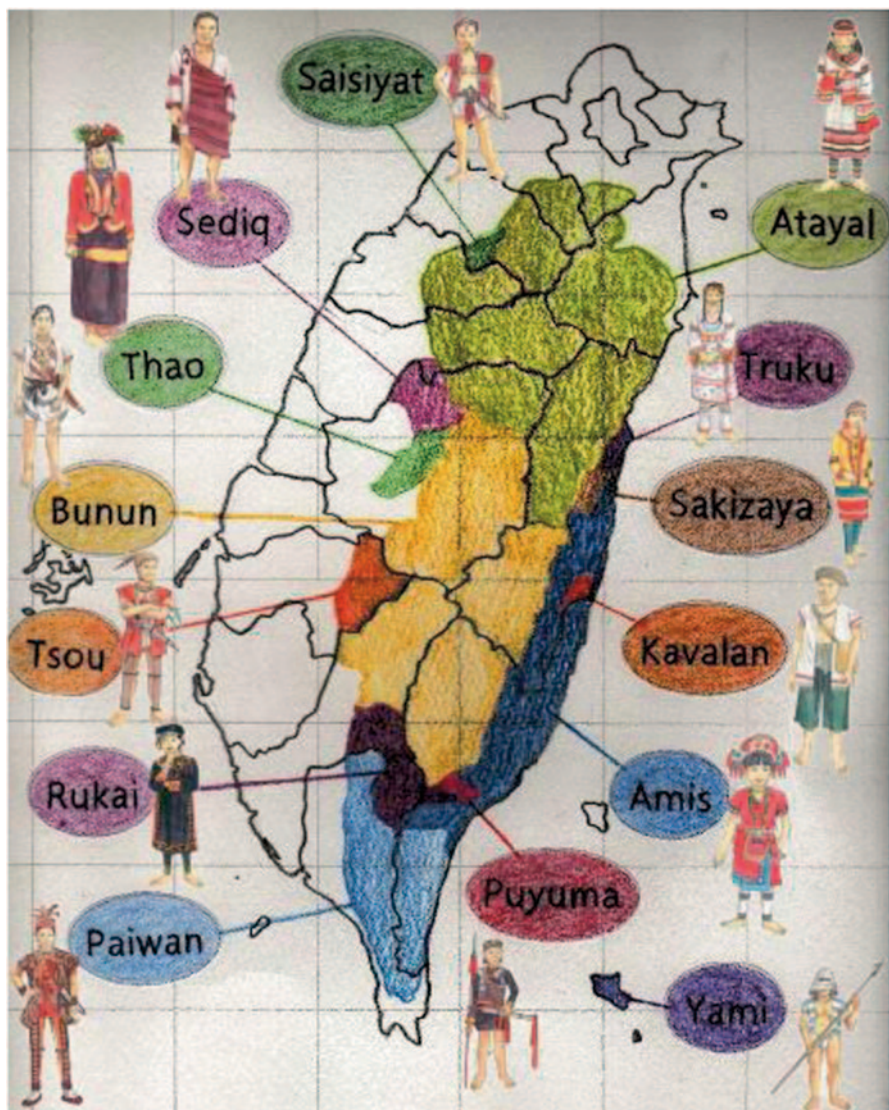 Saisiyat
Sediq
Atayal
Thao
Truku
Bunun
Sakizaya
Tsou
Kavalan
Rukai
Amis
Puyuma
Paiwan
Yami